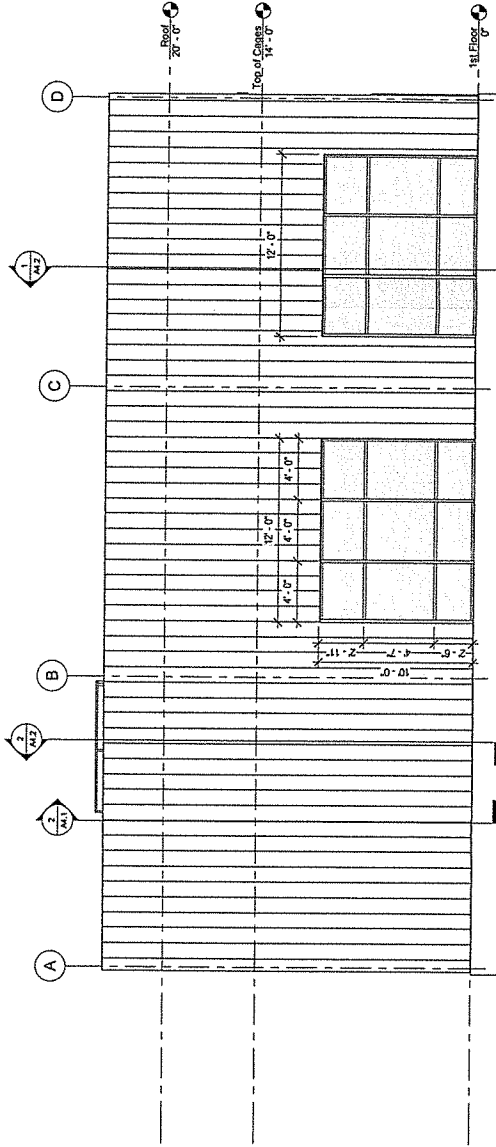 A
B
C
D
2
A4.1
2
A4.2
1
A4.2
Roof
20' - 0"
Top of Cages
14' - 0"
1st Floor
0"
12' - 0"
4' - 0"
4' - 0"
4' - 0"
12' - 0"
10' - 0"
2' - 11"
4' - 7"
2' - 6"